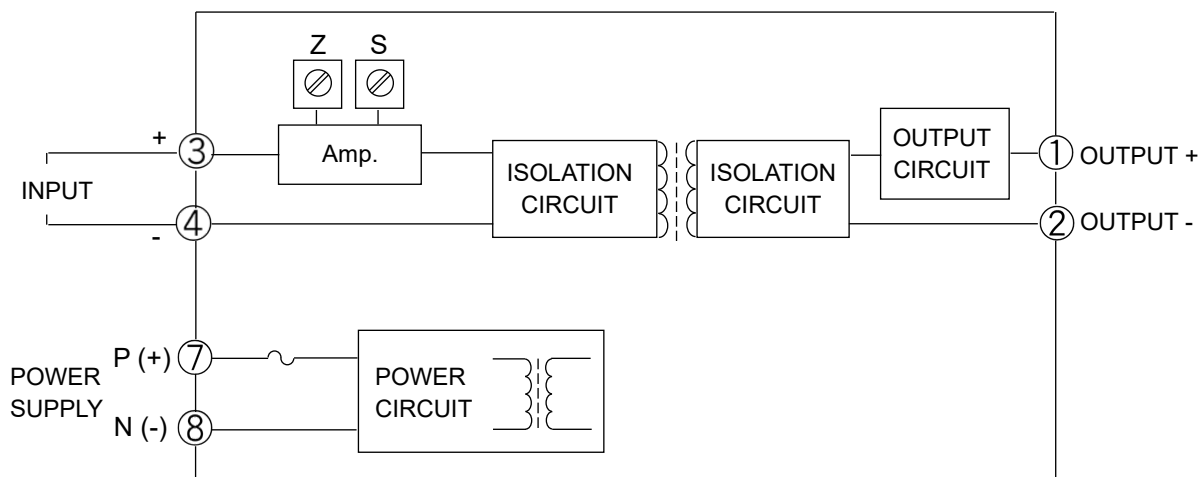 Z S
+ ③ Amp. OUTPUT
CIRCUIT ① OUTPUT +
INPUT ISOLATION
CIRCUIT ISOLATION
CIRCUIT
- ④ ② OUTPUT -
P (+) ⑦
POWER
SUPPLY POWER
CIRCUIT
N (-) ⑧